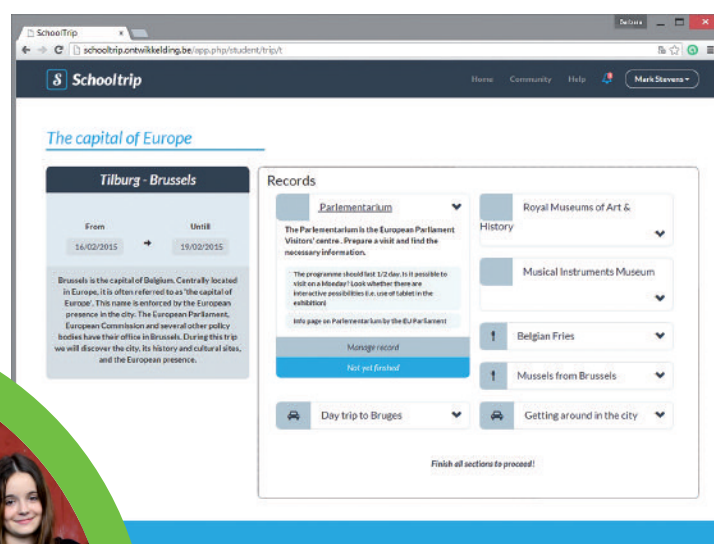 SchoolTrip
schooltrip.ontwikkelding.be/app.php/student/trip/t
S Schooltrip
Home Community Help Mark Stevens
The capital of Europe
Tilburg - Brussels
From Untill
16/02/2015 19/02/2015
Brussels is the capital of Belgium. Centrally located
in Europe, it is often referred to as 'the capital of
Europe'. This name is enforced by the European
presence in the city. The European Parliament,
European Commission and several other policy
bodies have their office in Brussels. During this trip
we will discover the city, its history and cultural sites,
and the European presence.
Records
Parlementarium
The Parlementarium is the European Parliament
Visitors' centre. Prepare a visit and find the
necessary information.
The programme should last 1/2 day. Is it possible to
visit on a Monday? Look whether there are
interactive possibilities (i.e. use of tablet in the
exhibition)
Info page on Parlementarium by the EU Parliament
Manage record
Not yet finished
Day trip to Bruges
Royal Museums of Art &
History
Musical Instruments Museum
Belgian Fries
Mussels from Brussels
Getting around in the city
Finish all sections to proceed!